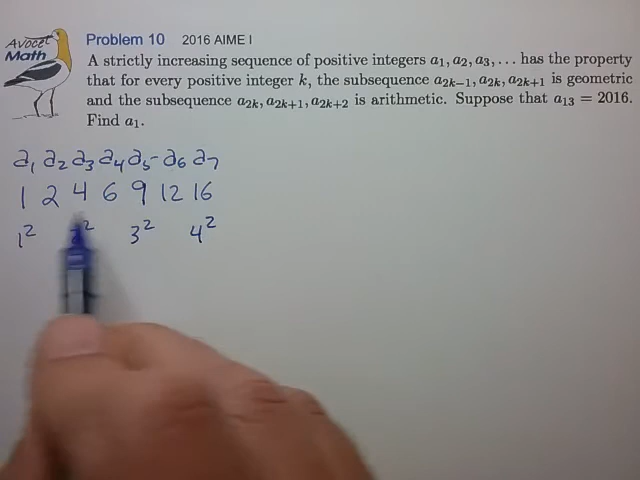 Avocet
Math
Problem 10 2016 AIME I
A strictly increasing sequence of positive integers a₁, a₂, a₃, … has the property
that for every positive integer k, the subsequence a₂ₖ₋₁, a₂ₖ, a₂ₖ₊₁ is geometric
and the subsequence a₂ₖ, a₂ₖ₊₁, a₂ₖ₊₂ is arithmetic. Suppose that a₁₃ = 2016.
Find a₁.
a₁ a₂ a₃ a₄ a₅ a₆ a₇
1 2 4 6 9 12 16
1² 2² 3² 4²